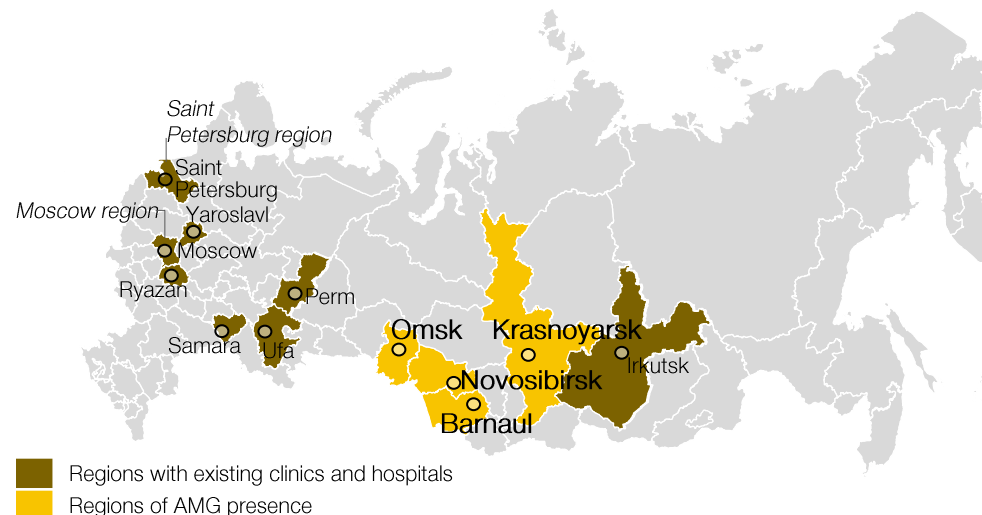 Saint
Petersburg region
Saint
Petersburg
Moscow region
Yaroslavl
Moscow
Ryazan
Perm
Samara
Ufa
Omsk
Krasnoyarsk
Irkutsk
Novosibirsk
Barnaul
Regions with existing clinics and hospitals
Regions of AMG presence